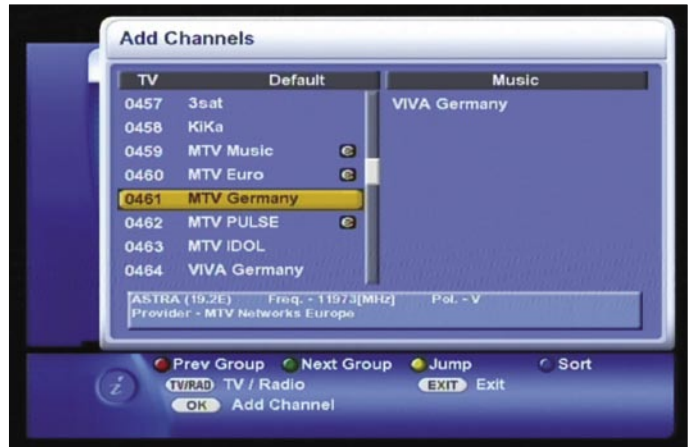 Add Channels
TV Default Music
0457 3sat VIVA Germany
0458 KiKa
0459 MTV Music
0460 MTV Euro
0461 MTV Germany
0462 MTV PULSE
0463 MTV IDOL
0464 VIVA Germany
ASTRA (19.2E) Freq. - 11973[MHz] Pol. - V
Provider - MTV Networks Europe
Prev Group Next Group Jump Sort
i TV/RAD TV / Radio EXIT Exit
OK Add Channel